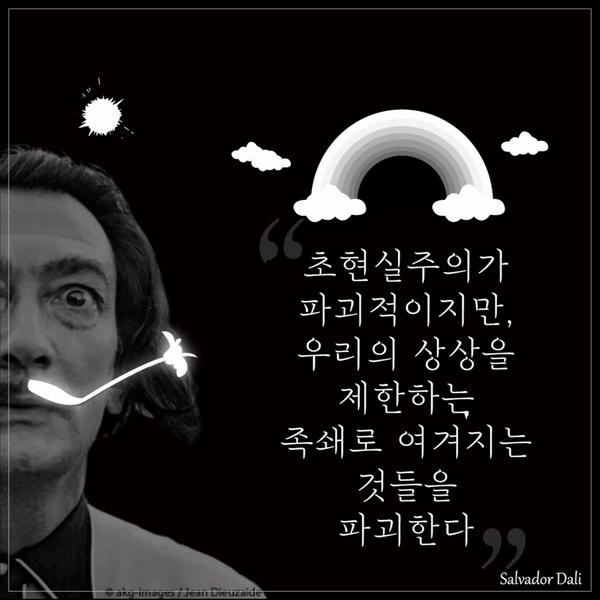 “
초현실주의가
파괴적이지만,
우리의 상상을
제한하는
족쇄로 여겨지는
것들을
파괴한다
”
Salvador Dali
© akg-images / Jean Dieuzaide